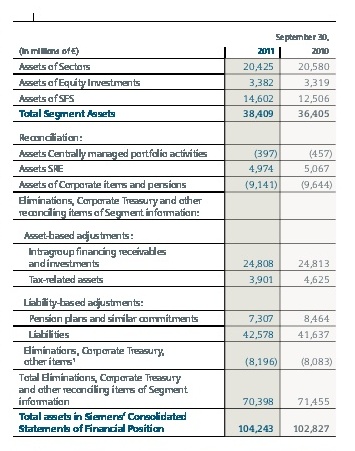 September 30,
(in millions of €) 2011 2010
Assets of Sectors 20,425 20,580
Assets of Equity Investments 3,382 3,319
Assets of SFS 14,602 12,506
Total Segment Assets 38,409 36,405
Reconciliation:
Assets Centrally managed portfolio activities (397) (457)
Assets SRE 4,974 5,067
Assets of Corporate items and pensions (9,141) (9,644)
Eliminations, Corporate Treasury and other
reconciling items of Segment information:
Asset-based adjustments:
Intragroup financing receivables
and investments 24,808 24,813
Tax-related assets 3,901 4,625
Liability-based adjustments:
Pension plans and similar commitments 7,307 8,464
Liabilities 42,578 41,637
Eliminations, Corporate Treasury,
other items¹ (8,196) (8,083)
Total Eliminations, Corporate Treasury
and other reconciling items of Segment
information 70,398 71,455
Total assets in Siemens' Consolidated
Statements of Financial Position 104,243 102,827